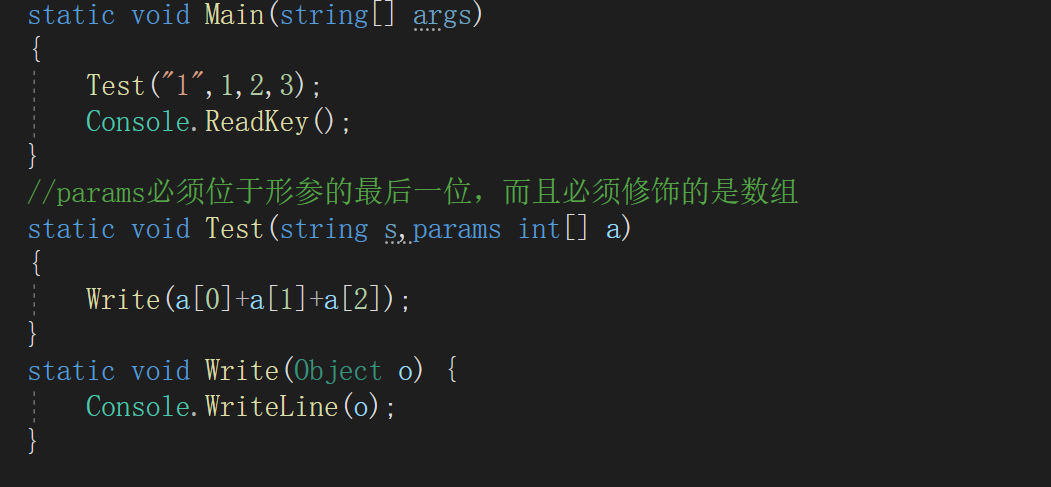 static void Main(string[] args)
{
Test("1",1,2,3);
Console.ReadKey();
}
//params必须位于形参的最后一位，而且必须修饰的是数组
static void Test(string s,params int[] a)
{
Write(a[0]+a[1]+a[2]);
}
static void Write(Object o) {
Console.WriteLine(o);
}